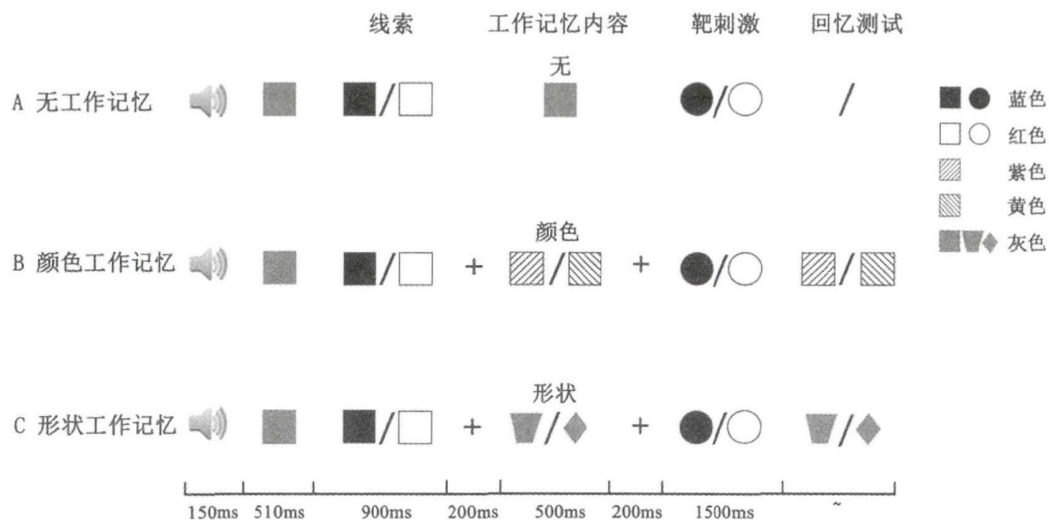 线索 工作记忆内容 靶刺激 回忆测试
无
A 无工作记忆
蓝色
红色
紫色
黄色
灰色
颜色
B 颜色工作记忆 + +
形状
C 形状工作记忆 + +
150ms 510ms 900ms 200ms 500ms 200ms 1500ms ~